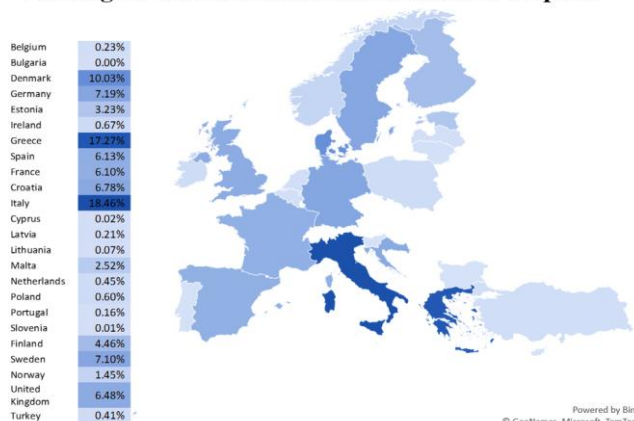 Belgium 0.23%
Bulgaria 0.00%
Denmark 10.03%
Germany 7.19%
Estonia 3.23%
Ireland 0.67%
Greece 17.27%
Spain 6.13%
France 6.10%
Croatia 6.78%
Italy 18.46%
Cyprus 0.02%
Latvia 0.21%
Lithuania 0.07%
Malta 2.52%
Netherlands 0.45%
Poland 0.60%
Portugal 0.16%
Slovenia 0.01%
Finland 4.46%
Sweden 7.10%
Norway 1.45%
United
Kingdom 6.48%
Turkey 0.41%
Powered by Bin